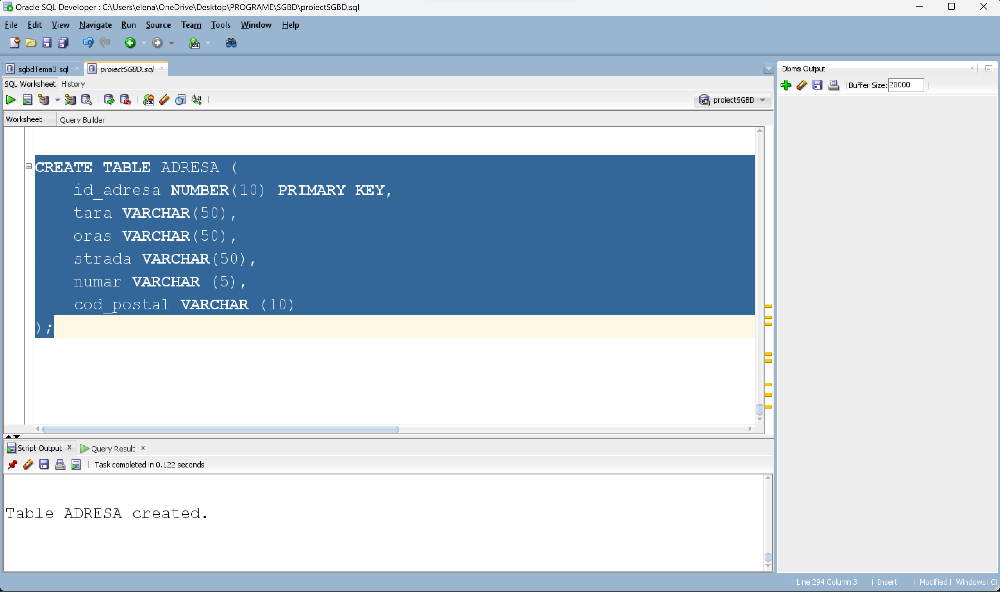 Oracle SQL Developer : C:\Users\elena\OneDrive\Desktop\PROGRAME\SGBD\proiectSGBD.sql
File Edit View Navigate Run Source Team Tools Window Help
sgbdTema3.sql proiectSGBD.sql
SQL Worksheet History
proiectSGBD
Worksheet Query Builder
CREATE TABLE ADRESA (
id_adresa NUMBER(10) PRIMARY KEY,
tara VARCHAR(50),
oras VARCHAR(50),
strada VARCHAR(50),
numar VARCHAR (5),
cod_postal VARCHAR (10)
);
Script Output Query Result
Task completed in 0.122 seconds
Table ADRESA created.
Dbms Output
Buffer Size: 20000
Line 294 Column 3 | Insert | Modified | Windows: Cl